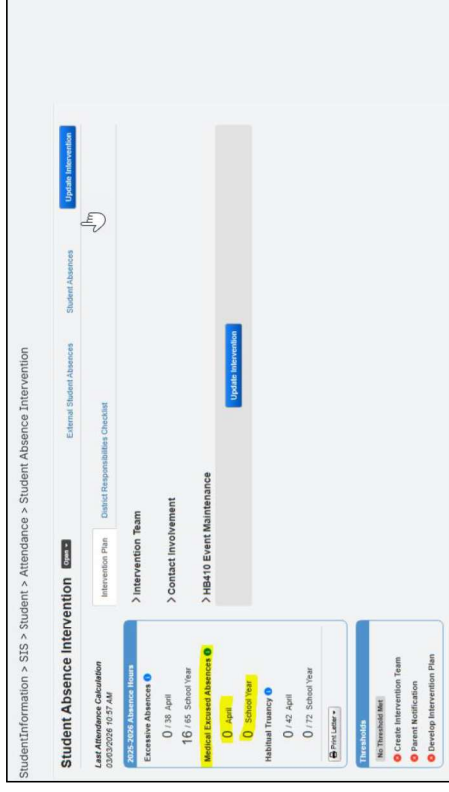 StudentInformation > SIS > Student > Attendance > Student Absence Intervention
Student Absence Intervention Open
External Student Absences Student Absences Update Intervention
Last Attendance Calculation
03/03/2026 10:57 AM
2025-2026 Absence Hours
Excessive Absences
0 / 38 April
16 / 65 School Year
Medical Excused Absences
0 April
0 School Year
Habitual Truancy
0 / 42 April
0 / 72 School Year
Print Letter
Thresholds
No Threshold Met
Create Intervention Team
Parent Notification
Develop Intervention Plan
Intervention Plan District Responsibilities Checklist
> Intervention Team
> Contact Involvement
> HB410 Event Maintenance
Update Intervention